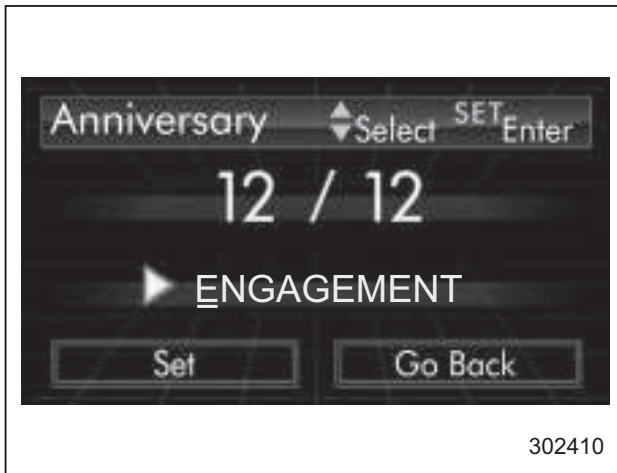 Anniversary Select SET Enter
12 / 12
ENGAGEMENT
Set Go Back
302410